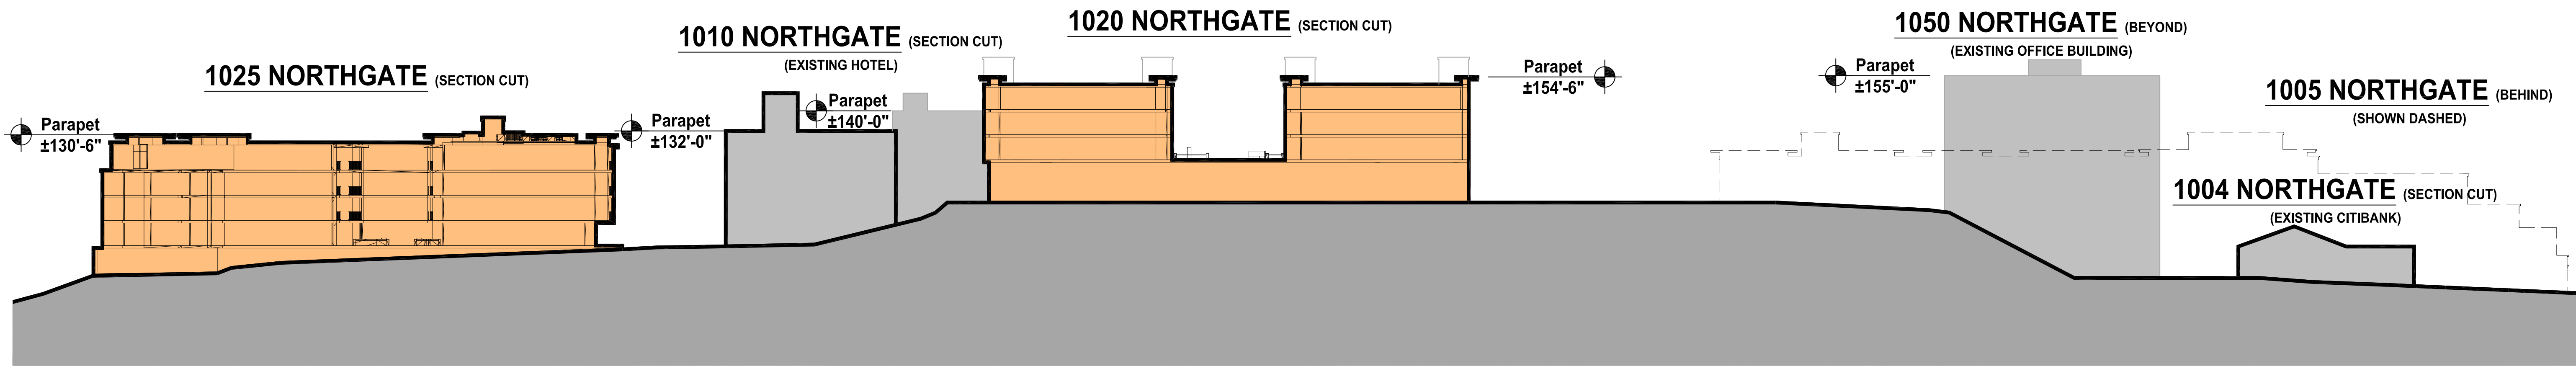 1025 NORTHGATE (SECTION CUT)
Parapet
±130'-6"
1010 NORTHGATE (SECTION CUT)
(EXISTING HOTEL)
Parapet
±132'-0"
Parapet
±140'-0"
1020 NORTHGATE (SECTION CUT)
Parapet
±154'-6"
1050 NORTHGATE (BEYOND)
(EXISTING OFFICE BUILDING)
Parapet
±155'-0"
1005 NORTHGATE (BEHIND)
(SHOWN DASHED)
1004 NORTHGATE (SECTION CUT)
(EXISTING CITIBANK)